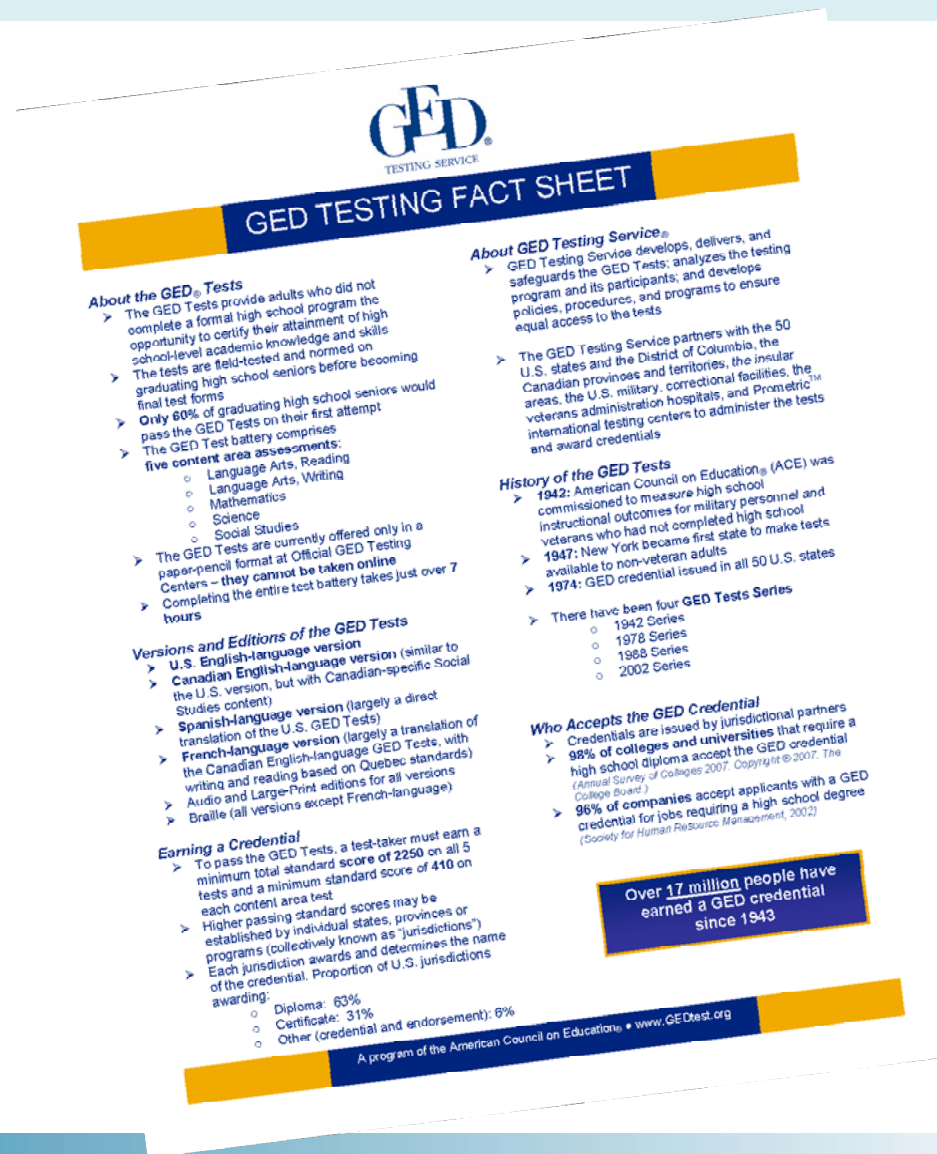 GED®
TESTING SERVICE
GED TESTING FACT SHEET
About the GED® Tests
➢ The GED Tests provide adults who did not
complete a formal high school program the
opportunity to certify their attainment of high
school-level academic knowledge and skills
➢ The tests are field-tested and normed on
graduating high school seniors before becoming
final test forms
➢ Only 60% of graduating high school seniors would
pass the GED Tests on their first attempt
➢ The GED Test battery comprises
five content area assessments:
○ Language Arts, Reading
○ Language Arts, Writing
○ Mathematics
○ Science
○ Social Studies
➢ The GED Tests are currently offered only in a
paper-pencil format at Official GED Testing
Centers – they cannot be taken online
➢ Completing the entire test battery takes just over 7
hours
Versions and Editions of the GED Tests
➢ U.S. English-language version
➢ Canadian English-language version (similar to
the U.S. version, but with Canadian-specific Social
Studies content)
➢ Spanish-language version (largely a direct
translation of the U.S. GED Tests)
➢ French-language version (largely a translation of
the Canadian English-language GED Tests, with
writing and reading based on Quebec standards)
➢ Audio and Large-Print editions for all versions
➢ Braille (all versions except French-language)
Earning a Credential
➢ To pass the GED Tests, a test-taker must earn a
minimum total standard score of 2250 on all 5
tests and a minimum standard score of 410 on
each content area test
➢ Higher passing standard scores may be
established by individual states, provinces or
programs (collectively known as "jurisdictions")
➢ Each jurisdiction awards and determines the name
of the credential. Proportion of U.S. jurisdictions
awarding:
○ Diploma: 63%
○ Certificate: 31%
○ Other (credential and endorsement): 6%
About GED Testing Service®
➢ GED Testing Service develops, delivers, and
safeguards the GED Tests; analyzes the testing
program and its participants; and develops
policies, procedures, and programs to ensure
equal access to the tests
➢ The GED Testing Service partners with the 50
U.S. states and the District of Columbia, the
Canadian provinces and territories, the insular
areas, the U.S. military, correctional facilities, the
veterans administration hospitals, and Prometric™
international testing centers to administer the tests
and award credentials
History of the GED Tests
➢ 1942: American Council on Education® (ACE) was
commissioned to measure high school
instructional outcomes for military personnel and
veterans who had not completed high school
➢ 1947: New York became first state to make tests
available to non-veteran adults
➢ 1974: GED credential issued in all 50 U.S. states
➢ There have been four GED Tests Series
○ 1942 Series
○ 1978 Series
○ 1988 Series
○ 2002 Series
Who Accepts the GED Credential
➢ Credentials are issued by jurisdictional partners
➢ 98% of colleges and universities that require a
high school diploma accept the GED credential
(Annual Survey of Colleges 2007. Copyright © 2007. The
College Board.)
➢ 96% of companies accept applicants with a GED
credential for jobs requiring a high school degree
(Society for Human Resource Management, 2002)
Over 17 million people have
earned a GED credential
since 1943
A program of the American Council on Education® ● www.GEDtest.org